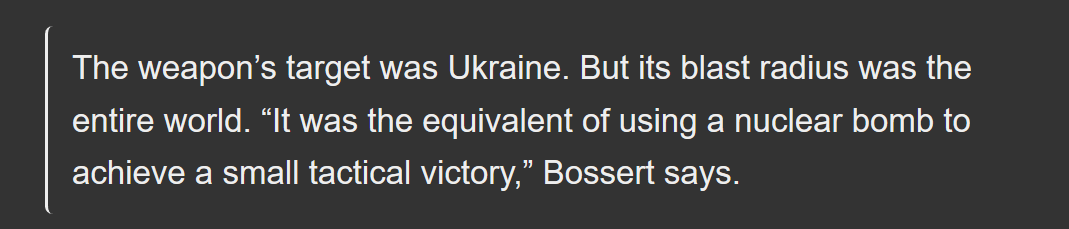 The weapon’s target was Ukraine. But its blast radius was the
entire world. “It was the equivalent of using a nuclear bomb to
achieve a small tactical victory,” Bossert says.